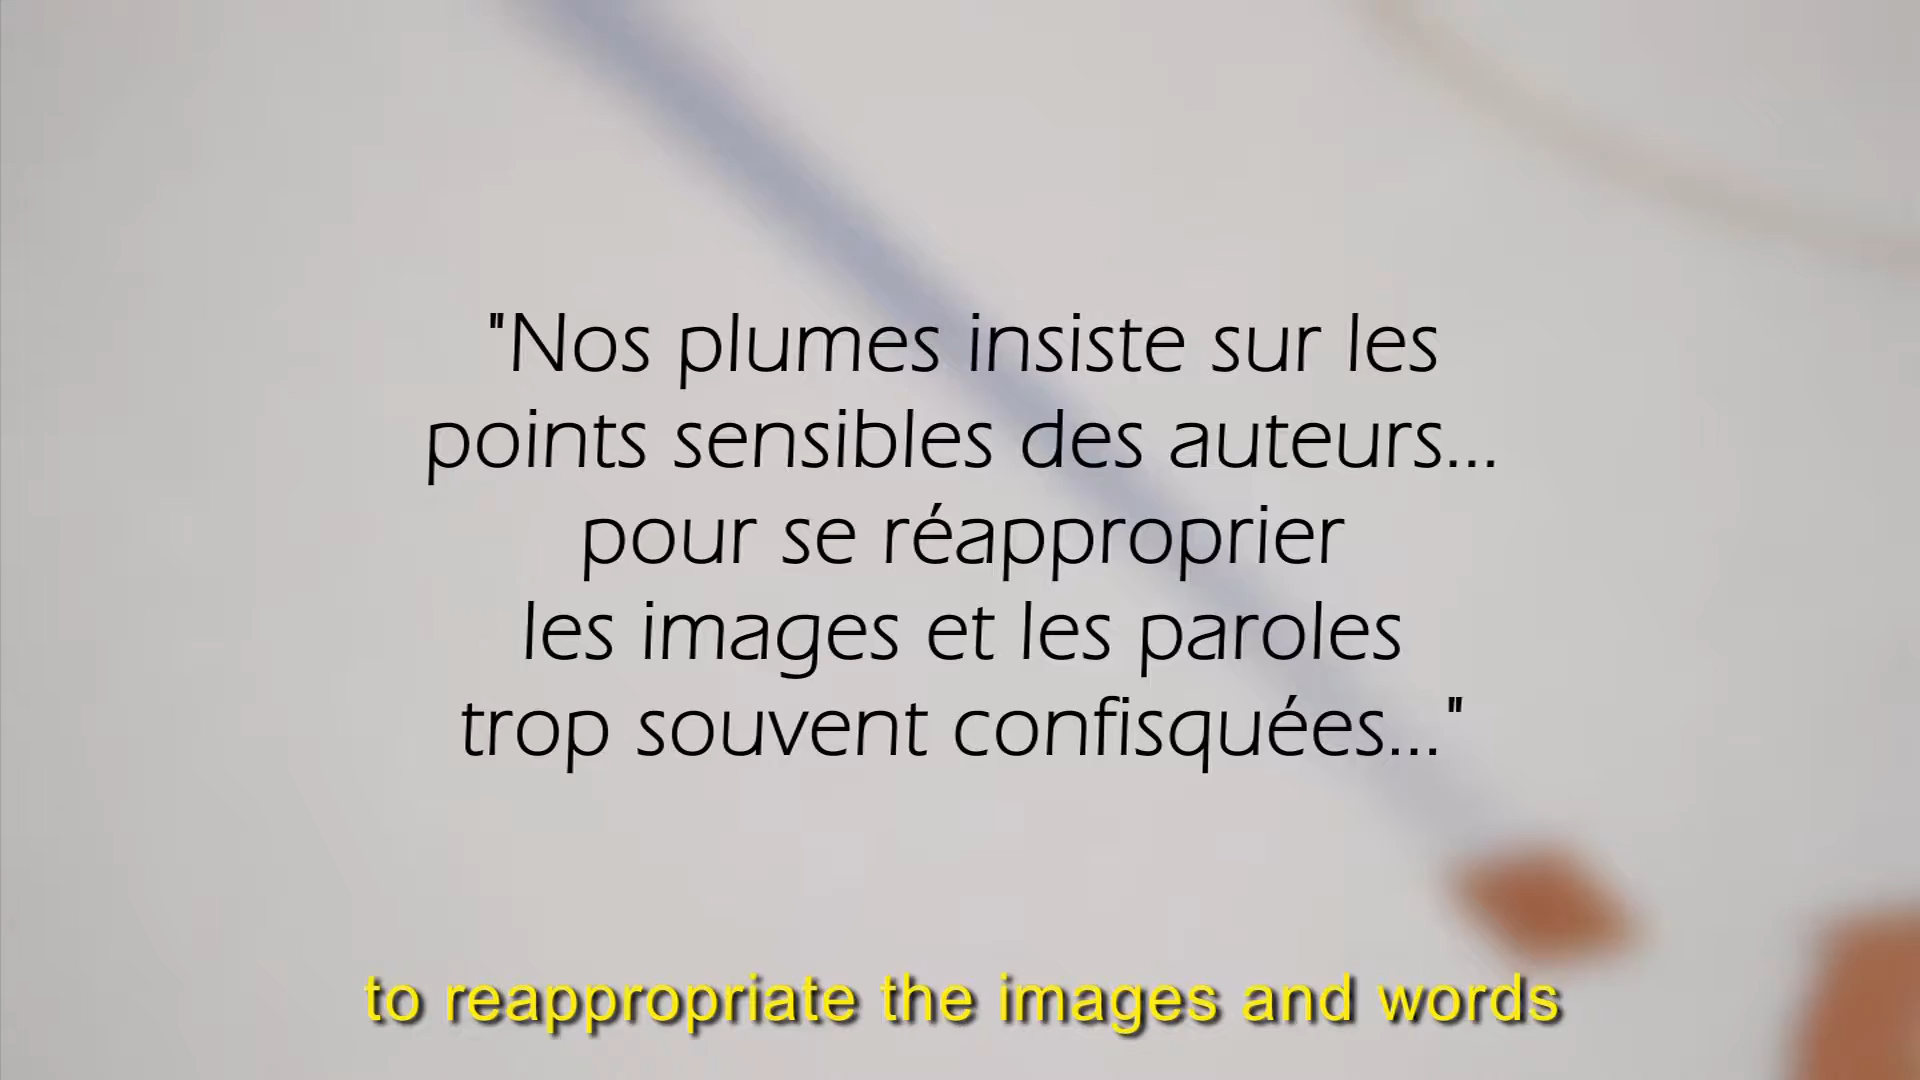 "Nos plumes insiste sur les
points sensibles des auteurs...
pour se réapproprier
les images et les paroles
trop souvent confisquées..."
to reappropriate the images and words